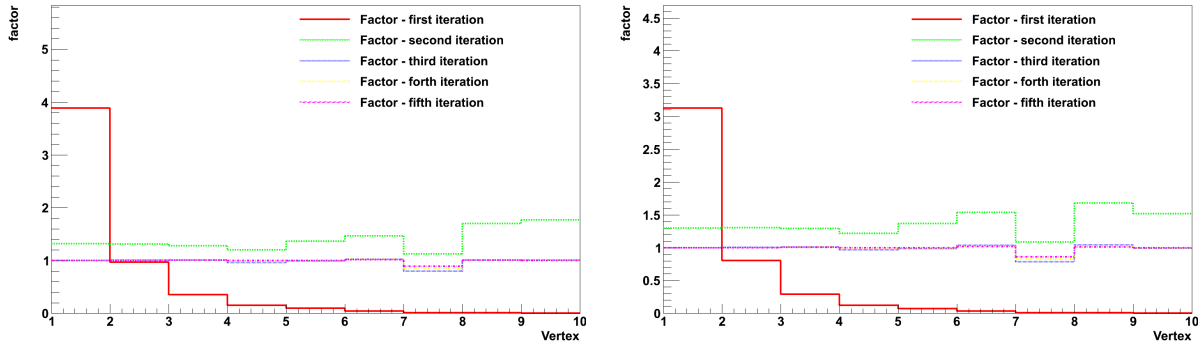 factor
Factor - first iteration
Factor - second iteration
Factor - third iteration
Factor - forth iteration
Factor - fifth iteration
5
4
3
2
1
0
1 2 3 4 5 6 7 8 9 10
Vertex
factor
Factor - first iteration
Factor - second iteration
Factor - third iteration
Factor - forth iteration
Factor - fifth iteration
4.5
4
3.5
3
2.5
2
1.5
1
0.5
0
1 2 3 4 5 6 7 8 9 10
Vertex